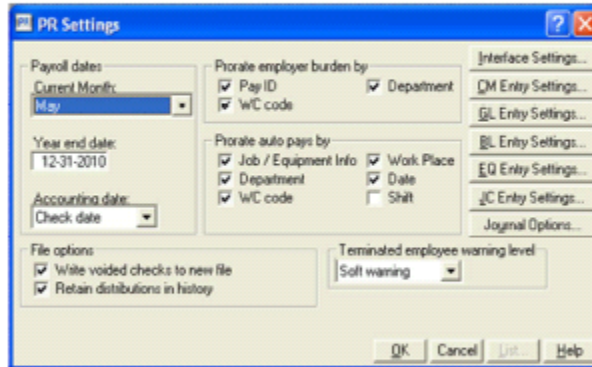 PR PR Settings
Payroll dates
Current Month:
May
Year end date:
12-31-2010
Accounting date:
Check date
Prorate employer burden by
Pay ID
Department
WC code
Prorate auto pays by
Job / Equipment Info
Work Place
Department
Date
WC code
Shift
Interface Settings...
CM Entry Settings...
GL Entry Settings...
BL Entry Settings...
EQ Entry Settings...
JC Entry Settings...
Journal Options...
File options
Write voided checks to new file
Retain distributions in history
Terminated employee warning level
Soft warning
OK
Cancel
List...
Help